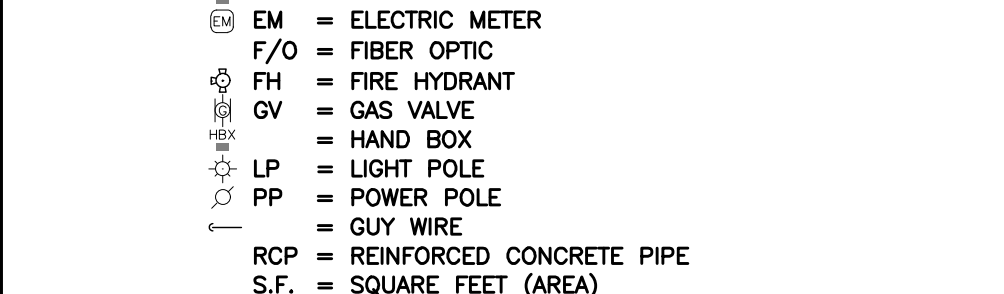 EM EM = ELECTRIC METER
F/O = FIBER OPTIC
FH = FIRE HYDRANT
G GV = GAS VALVE
HBX = HAND BOX
LP = LIGHT POLE
PP = POWER POLE
= GUY WIRE
RCP = REINFORCED CONCRETE PIPE
S.F. = SQUARE FEET (AREA)